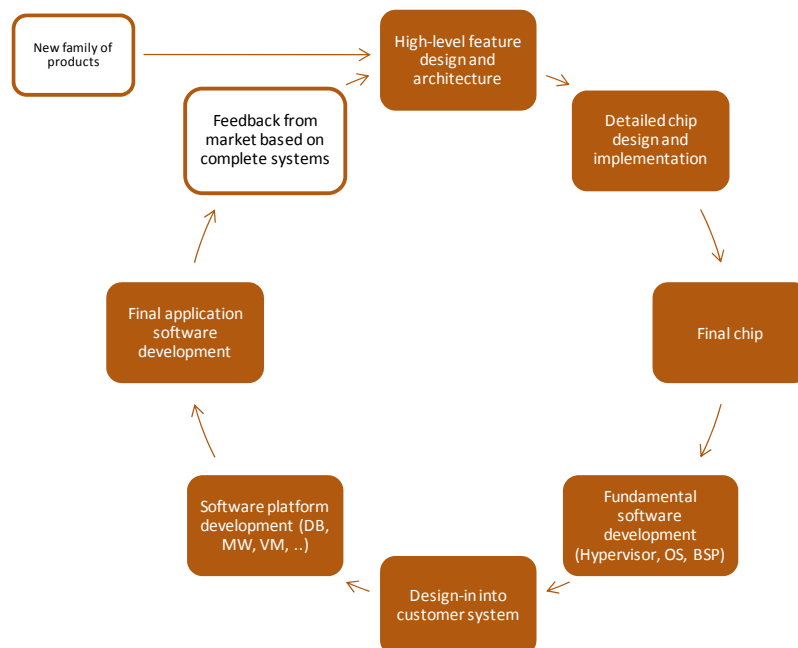 New family of
products
High-level feature
design and
architecture
Feedback from
market based on
complete systems
Detailed chip
design and
implementation
Final application
software
development
Final chip
Software platform
development (DB,
MW, VM, ..)
Fundamental
software
development
(Hypervisor, OS, BSP)
Design-in into
customer system